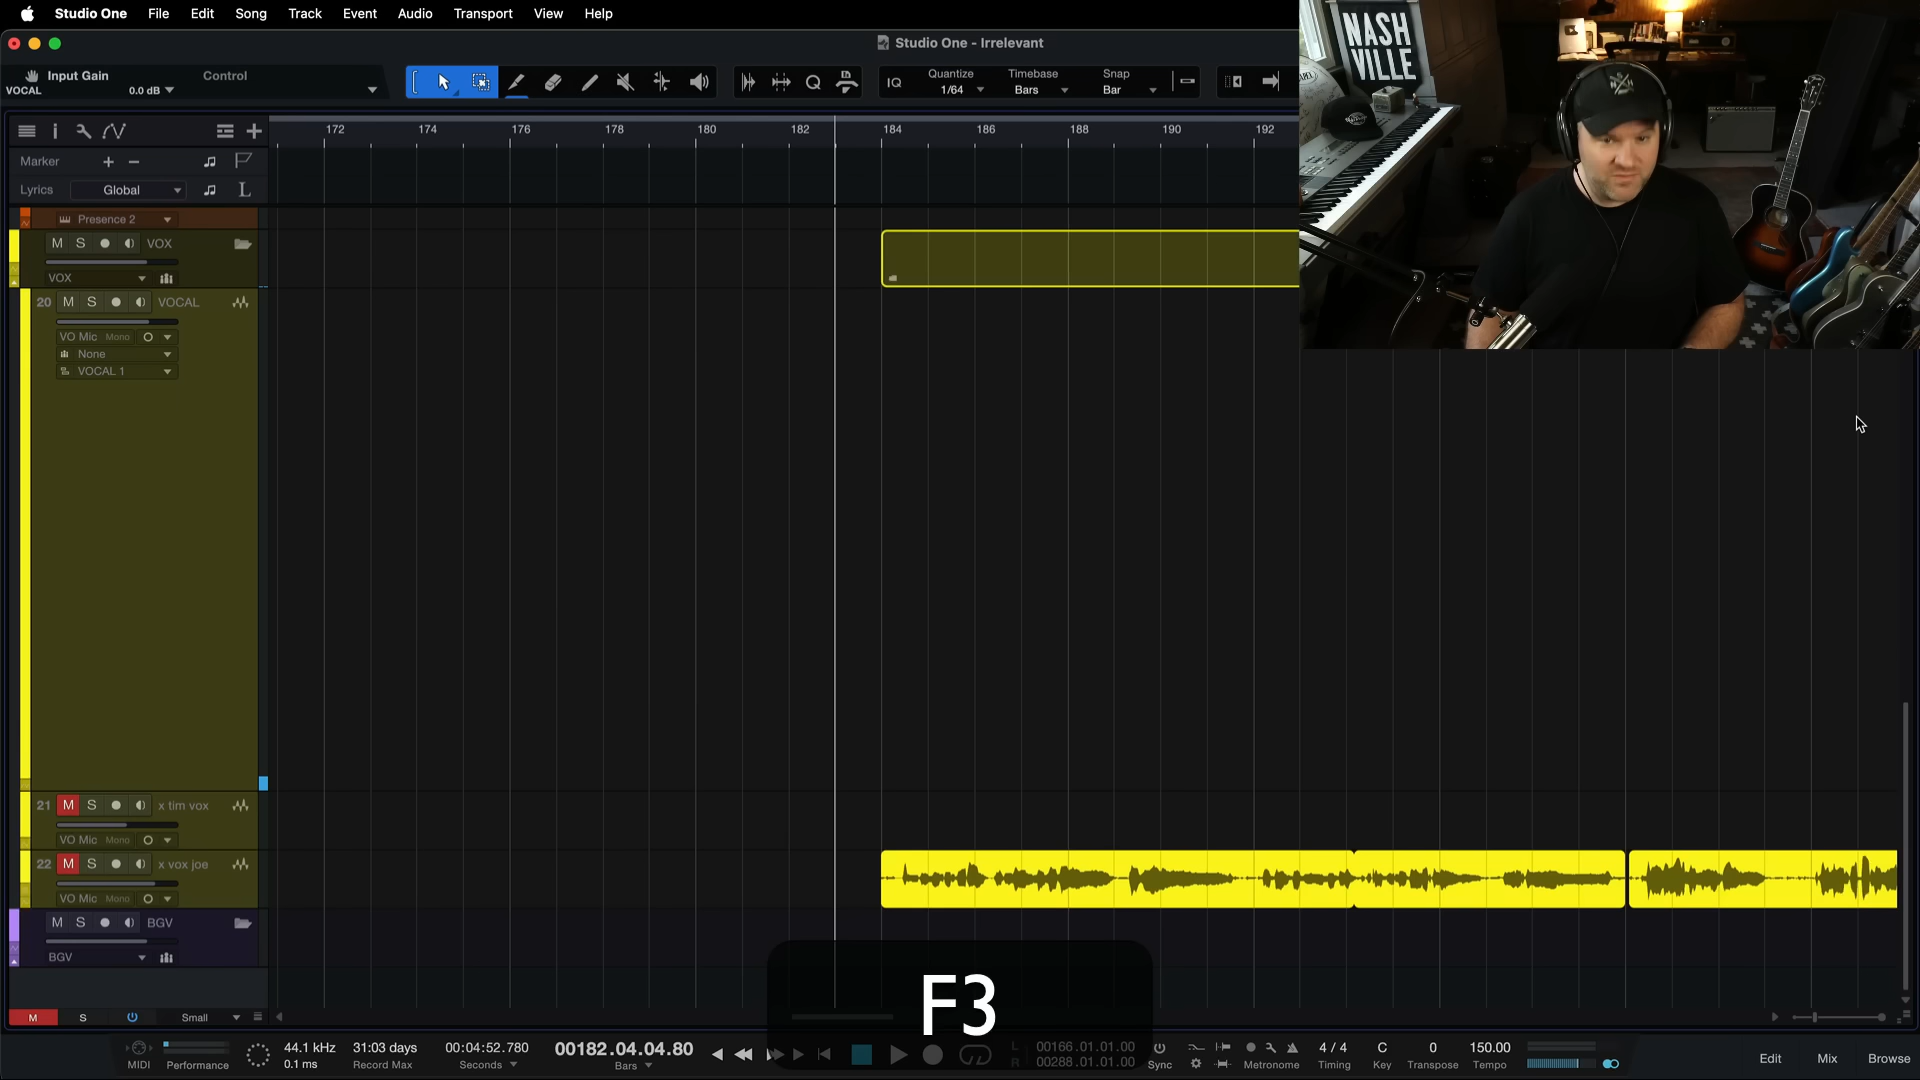 Studio One File Edit Song Track Event Audio Transport View Help
Studio One - Irrelevant
Input Gain
VOCAL
0.0 dB
Control
IQ
Quantize
1/64
Timebase
Bars
Snap
Bar
NASH
VILLE
172 174 176 178 180 182 184 186 188 190 192
Marker
Lyrics Global
L
Presence 2
M S VOX
VOX
20 M S VOCAL
VO Mic Mono
None
VOCAL 1
21 M S x tim vox
VO Mic Mono
22 M S x vox joe
VO Mic Mono
M S BGV
BGV
F3
M S Small
MIDI
Performance
44.1 kHz
0.1 ms
31:03 days
Record Max
00:04:52.780
Seconds
00182.04.04.80
Bars
L 00166.01.01.00
R 00288.01.01.00
Sync
Metronome
4 / 4
Timing
C
Key
0
Transpose
150.00
Tempo
Edit Mix Browse